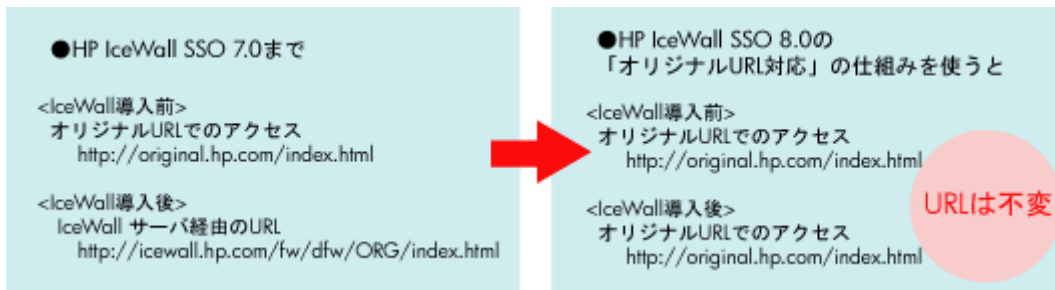 ●HP IceWall SSO 7.0まで
<IceWall導入前>
オリジナルURLでのアクセス
http://original.hp.com/index.html
<IceWall導入後>
IceWall サーバ経由のURL
http://icewall.hp.com/fw/dfw/ORG/index.html
●HP IceWall SSO 8.0の
「オリジナルURL対応」の仕組みを使うと
<IceWall導入前>
オリジナルURLでのアクセス
http://original.hp.com/index.html
<IceWall導入後>
オリジナルURLでのアクセス
http://original.hp.com/index.html
URLは不変